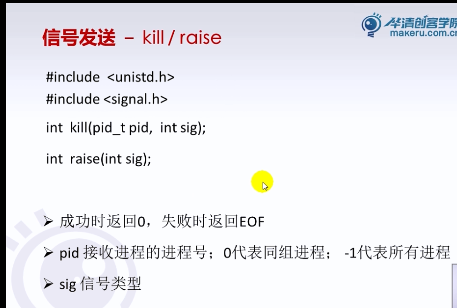 信号发送 – kill / raise
华清创客学院
makeru.com.c
#include <unistd.h>
#include <signal.h>
int kill(pid_t pid, int sig);
int raise(int sig);
➢ 成功时返回0，失败时返回EOF
➢ pid 接收进程的进程号；0代表同组进程； -1代表所有进程
➢ sig 信号类型